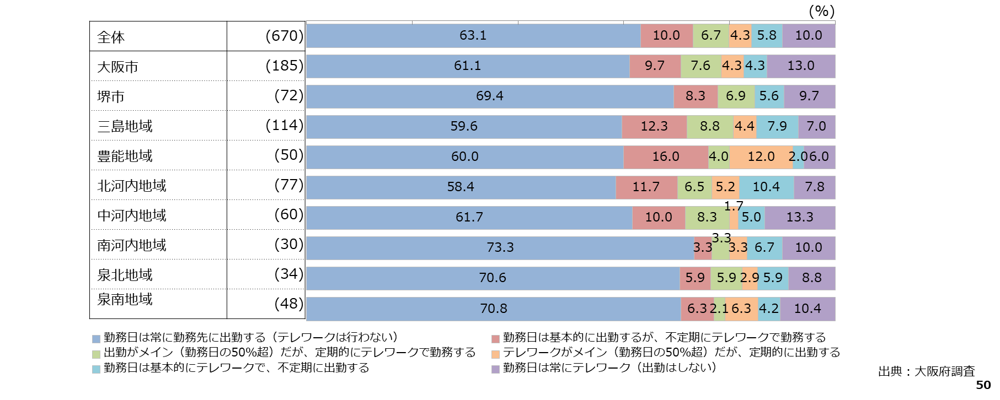 (%)
全体 (670) 63.1 10.0 6.7 4.3 5.8 10.0
大阪市 (185) 61.1 9.7 7.6 4.3 4.3 13.0
堺市 (72) 69.4 8.3 6.9 5.6 9.7
三島地域 (114) 59.6 12.3 8.8 4.4 7.9 7.0
豊能地域 (50) 60.0 16.0 4.0 12.0 2.0 6.0
北河内地域 (77) 58.4 11.7 6.5 5.2 10.4 7.8
中河内地域 (60) 61.7 10.0 8.3 1.7 5.0 13.3
南河内地域 (30) 73.3 3.3 3.3 3.3 6.7 10.0
泉北地域 (34) 70.6 5.9 5.9 2.9 5.9 8.8
泉南地域 (48) 70.8 6.3 2.1 6.3 4.2 10.4
勤務日は常に勤務先に出勤する（テレワークは行わない） 勤務日は基本的に出勤するが、不定期にテレワークで勤務する
出勤がメイン（勤務日の50%超）だが、定期的にテレワークで勤務する テレワークがメイン（勤務日の50%超）だが、定期的に出勤する
勤務日は基本的にテレワークで、不定期に出勤する 勤務日は常にテレワーク（出勤はしない）
出典：大阪府調査
50